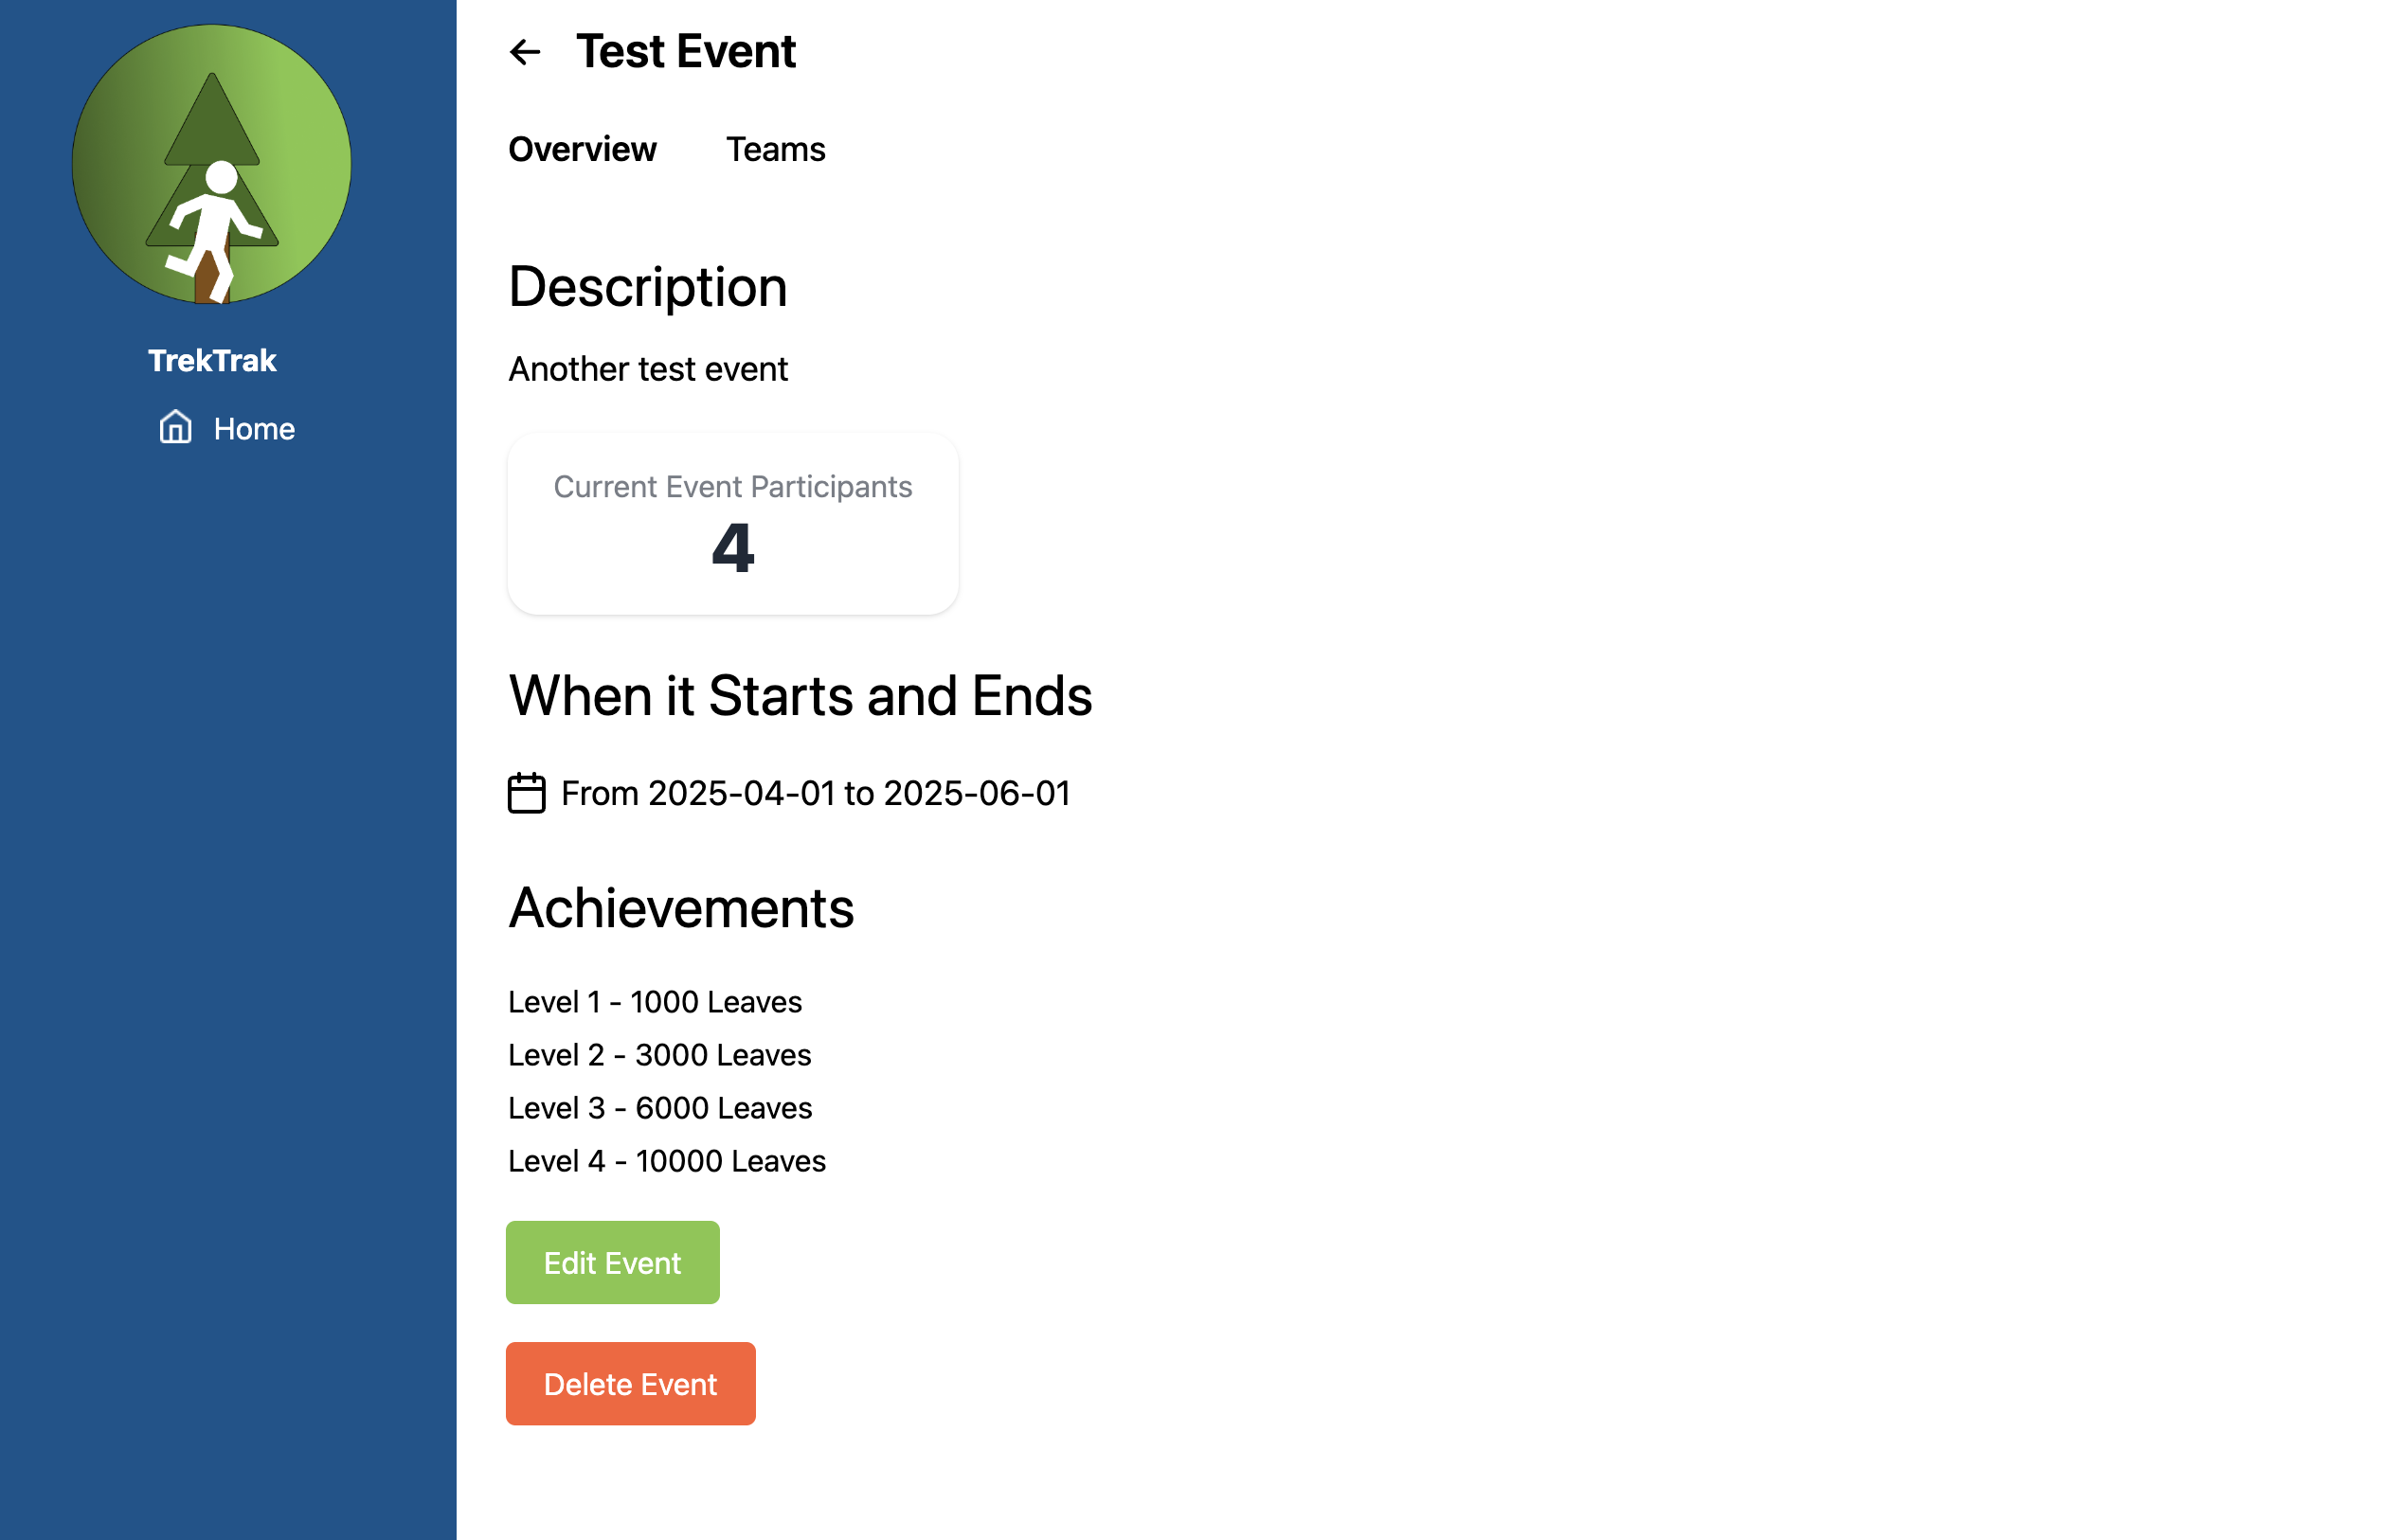 TrekTrak
Home
Test Event
Overview
Teams
Description
Another test event
Current Event Participants
4
When it Starts and Ends
From 2025-04-01 to 2025-06-01
Achievements
Level 1 - 1000 Leaves
Level 2 - 3000 Leaves
Level 3 - 6000 Leaves
Level 4 - 10000 Leaves
Edit Event
Delete Event